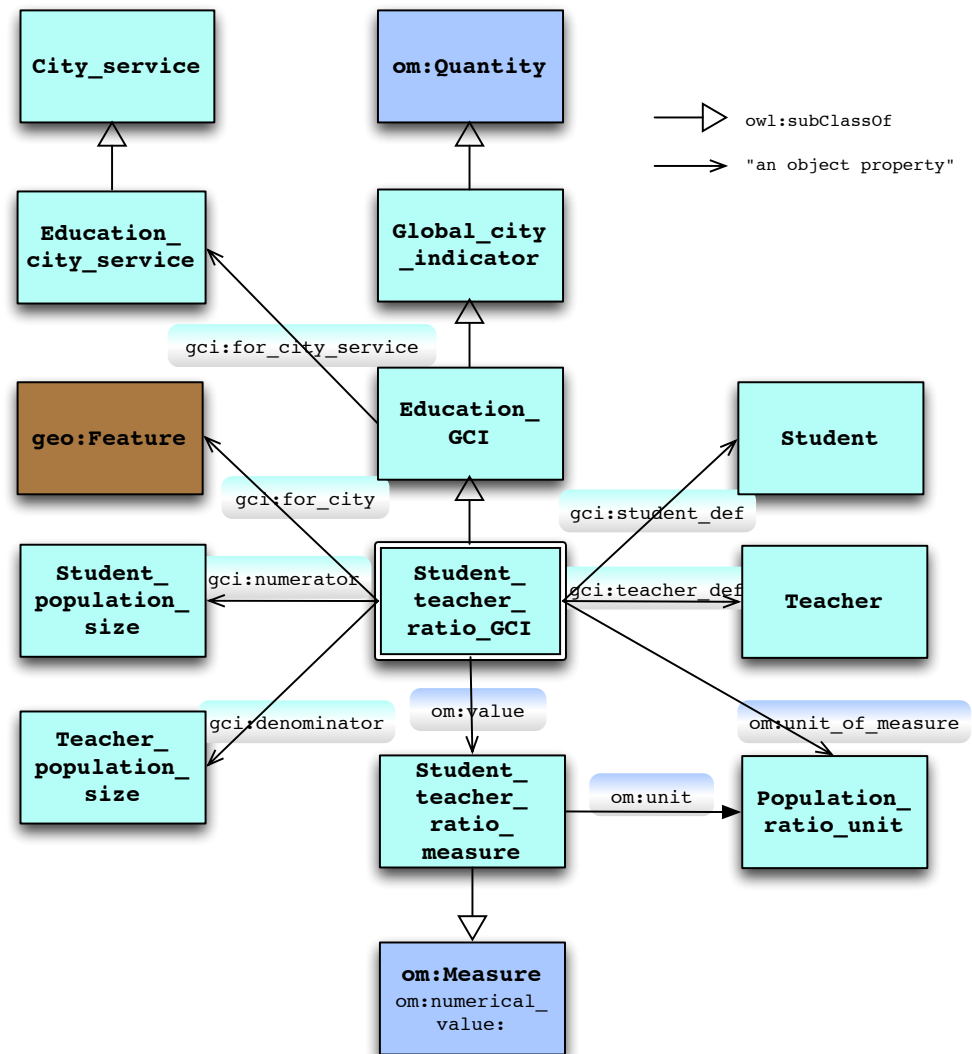 City_service
om:Quantity
owl:subClassOf
"an object property"
Education_
city_service
Global_city
_indicator
gci:for_city_service
geo:Feature
Education_
GCI
Student
gci:for_city
gci:student_def
Student_
population_
size
gci:numerator
Student_
teacher_
ratio_GCI
gci:teacher_def
Teacher
Teacher_
population_
size
gci:denominator
om:value
om:unit_of_measure
Student_
teacher_
ratio_
measure
om:unit
Population_
ratio_unit
om:Measure
om:numerical_
value: